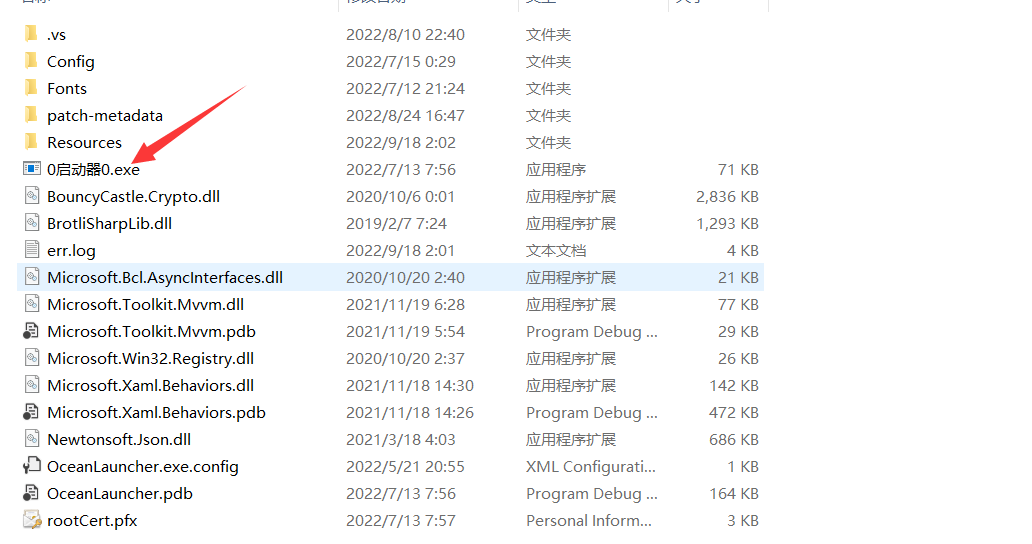 .vs 2022/8/10 22:40 文件夹
Config 2022/7/15 0:29 文件夹
Fonts 2022/7/12 21:24 文件夹
patch-metadata 2022/8/24 16:47 文件夹
Resources 2022/9/18 2:02 文件夹
0启动器0.exe 2022/7/13 7:56 应用程序 71 KB
BouncyCastle.Crypto.dll 2020/10/6 0:01 应用程序扩展 2,836 KB
BrotliSharpLib.dll 2019/2/7 7:24 应用程序扩展 1,293 KB
err.log 2022/9/18 2:01 文本文档 4 KB
Microsoft.Bcl.AsyncInterfaces.dll 2020/10/20 2:40 应用程序扩展 21 KB
Microsoft.Toolkit.Mvvm.dll 2021/11/19 6:28 应用程序扩展 77 KB
Microsoft.Toolkit.Mvvm.pdb 2021/11/19 5:54 Program Debug ... 29 KB
Microsoft.Win32.Registry.dll 2020/10/20 2:37 应用程序扩展 26 KB
Microsoft.Xaml.Behaviors.dll 2021/11/18 14:30 应用程序扩展 142 KB
Microsoft.Xaml.Behaviors.pdb 2021/11/18 14:26 Program Debug ... 472 KB
Newtonsoft.Json.dll 2021/3/18 4:03 应用程序扩展 686 KB
OceanLauncher.exe.config 2022/5/21 20:55 XML Configurati... 1 KB
OceanLauncher.pdb 2022/7/13 7:56 Program Debug ... 164 KB
rootCert.pfx 2022/7/13 7:57 Personal Inform... 3 KB